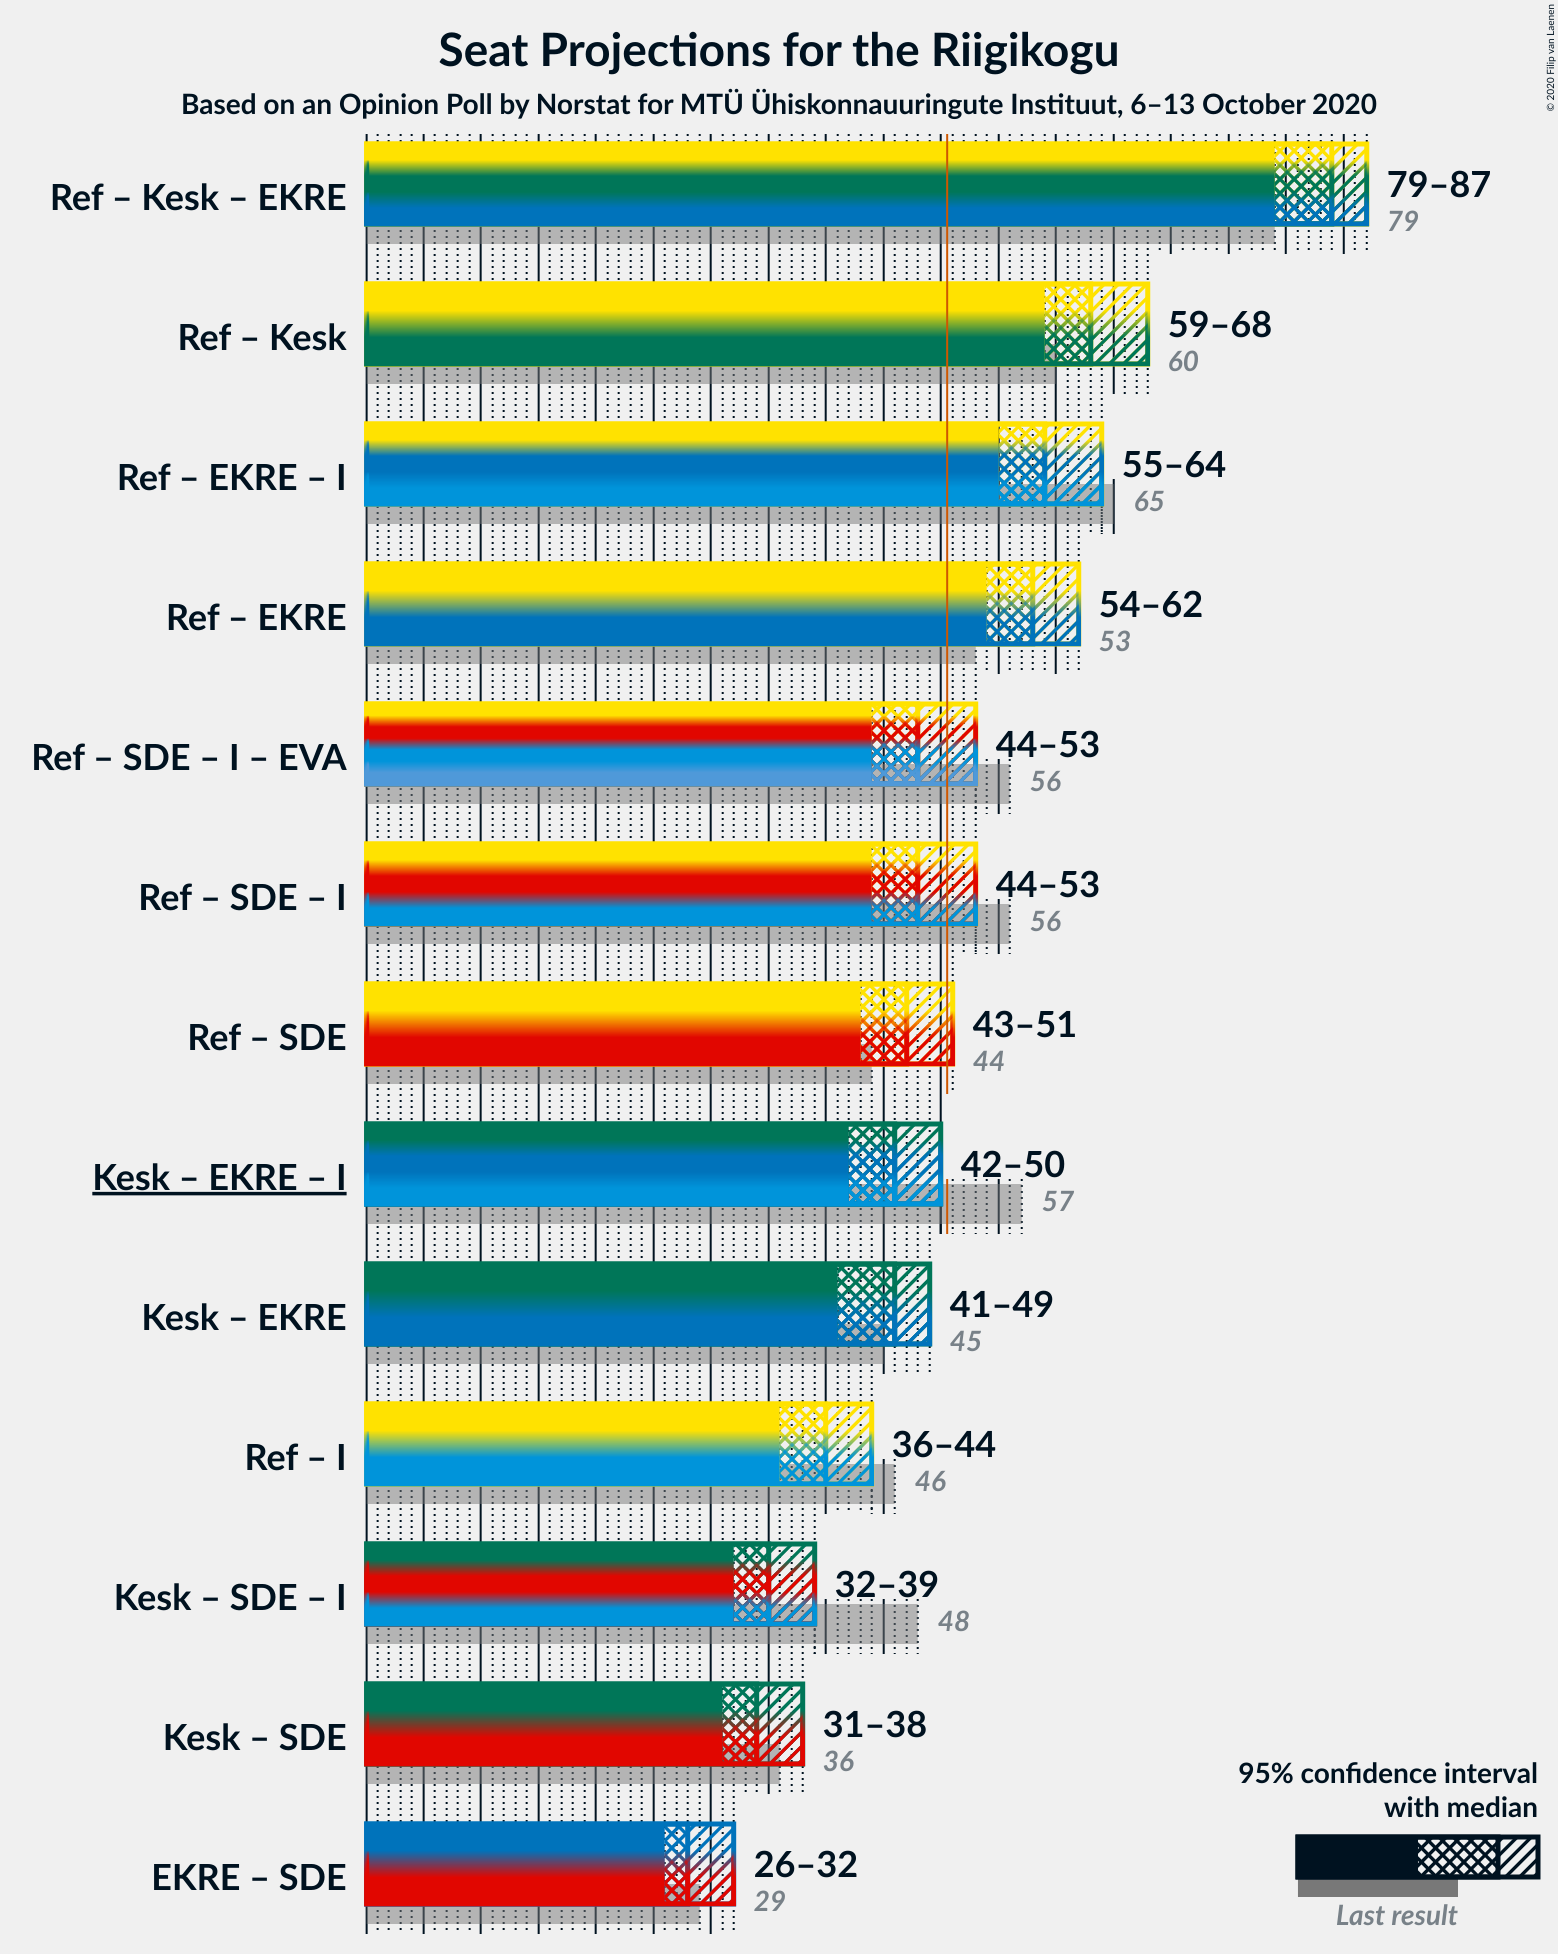 Seat Projections for the Riigikogu
Based on an Opinion Poll by Norstat for MTÜ Ühiskonnauuringute Instituut, 6–13 October 2020
© 2020 Filip van Laenen
Ref – Kesk – EKRE
79–87
79
Ref – Kesk
59–68
60
Ref – EKRE – I
55–64
65
Ref – EKRE
54–62
53
Ref – SDE – I – EVA
44–53
56
Ref – SDE – I
44–53
56
Ref – SDE
43–51
44
Kesk – EKRE – I
42–50
57
Kesk – EKRE
41–49
45
Ref – I
36–44
46
Kesk – SDE – I
32–39
48
Kesk – SDE
31–38
36
EKRE – SDE
26–32
29
95% confidence interval
with median
Last result